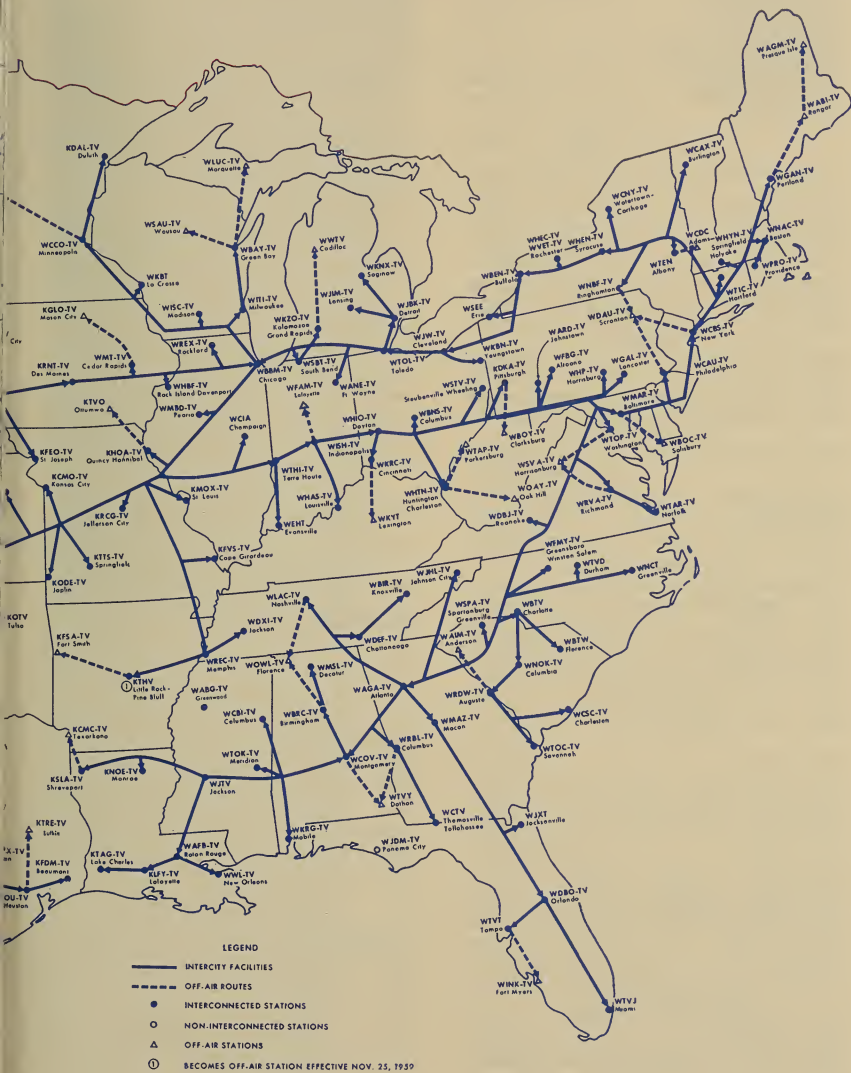 WAGM-TV
Presque Isle
WABI-TV
Bangor
KDAL-TV
Duluth
WLUC-TV
Marquette
WCAX-TV
Burlington
WGAN-TV
Portland
WCNY-TV
Watertown-
Carthage
WSAU-TV
Wausau
WWTV
Cadillac
WHEC-TV
WVET-TV
Rochester
WHEN-TV
Syracuse
WCDC
Adams
WHYN-TV
Springfield
Holyoke
WNAC-TV
Boston
WCCO-TV
Minneapolis
WBAY-TV
Green Bay
WKNX-TV
Saginaw
WBEN-TV
Buffalo
WTEN
Albany
WPRO-TV
Providence
WKBT
La Crosse
WJIM-TV
Lansing
WNBF-TV
Binghamton
WTIC-TV
Hartford
KGLO-TV
Mason City
WISC-TV
Madison
WITI-TV
Milwaukee
WKZO-TV
Kalamazoo
Grand Rapids
WJBK-TV
Detroit
WSEE
Erie
WDAU-TV
Scranton
WCBS-TV
New York
City
WREX-TV
Rockford
WJW-TV
Cleveland
WKBN-TV
Youngstown
WARD-TV
Johnstown
KRNT-TV
Des Moines
WMT-TV
Cedar Rapids
WBBM-TV
Chicago
WSBT-TV
South Bend
WTOL-TV
Toledo
KDKA-TV
Pittsburgh
WFBG-TV
Altoona
WGAL-TV
Lancaster
WCAU-TV
Philadelphia
WHBF-TV
Rock Island Davenport
WFAM-TV
Lafayette
WANE-TV
Ft Wayne
WSTV-TV
Steubenville Wheeling
WHP-TV
Harrisburg
KTVO
Ottumwa
WMBD-TV
Peoria
WHIO-TV
Dayton
WBNS-TV
Columbus
WMAR-TV
Baltimore
WCIA
Champaign
WBOY-TV
Clarksburg
WTOP-TV
Washington
WBOC-TV
Salisbury
KHQA-TV
Quincy Hannibal
WISH-TV
Indianapolis
WKRC-TV
Cincinnati
WTAP-TV
Parkersburg
WSVA-TV
Harrisonburg
KFEQ-TV
St Joseph
WTHI-TV
Terre Haute
WHTN-TV
Huntington
Charleston
WOAY-TV
Oak Hill
KCMO-TV
Kansas City
KMOX-TV
St Louis
WHAS-TV
Louisville
WKYT
Lexington
WRVA-TV
Richmond
WTAR-TV
Norfolk
KRCG-TV
Jefferson City
WEHT
Evansville
WDBJ-TV
Roanoke
KTTS-TV
Springfield
KFVS-TV
Cape Girardeau
WFMY-TV
Greensboro
Winston Salem
WTVD
Durham
WNCT
Greenville
KODE-TV
Joplin
WJHL-TV
Johnson City
WLAC-TV
Nashville
WBIR-TV
Knoxville
WSPA-TV
Spartanburg
Greenville
WBTV
Charlotte
KOTV
Tulsa
KFSA-TV
Fort Smith
WDXI-TV
Jackson
WDEF-TV
Chattanooga
WAIM-TV
Anderson
WBTW
Florence
WREC-TV
Memphis
WOWL-TV
Florence
WMSL-TV
Decatur
WNOK-TV
Columbia
KTHV
① Little Rock-
Pine Bluff
WABG-TV
Greenwood
WAGA-TV
Atlanta
WRDW-TV
Augusta
WCBI-TV
Columbus
WBRC-TV
Birmingham
WMAZ-TV
Macon
WCSC-TV
Charleston
KCMC-TV
Texarkana
WTOK-TV
Meridian
WRBL-TV
Columbus
WCOV-TV
Montgomery
WTOC-TV
Savannah
KSLA-TV
Shreveport
KNOE-TV
Monroe
WJTV
Jackson
WTVY
Dothan
WCTV
Thomasville
Tallahassee
WJXT
Jacksonville
KTRE-TV
Lufkin
WKRG-TV
Mobile
WJDM-TV
Panama City
X-TV
KFDM-TV
Beaumont
KTAG-TV
Lake Charles
WAFB-TV
Baton Rouge
WDBO-TV
Orlando
OU-TV
Houston
KLFY-TV
Lafayette
WWL-TV
New Orleans
WTVT
Tampa
WINK-TV
Fort Myers
WTVJ
Miami
LEGEND
INTERCITY FACILITIES
OFF-AIR ROUTES
INTERCONNECTED STATIONS
NON-INTERCONNECTED STATIONS
OFF-AIR STATIONS
① BECOMES OFF-AIR STATION EFFECTIVE NOV. 25, 1959